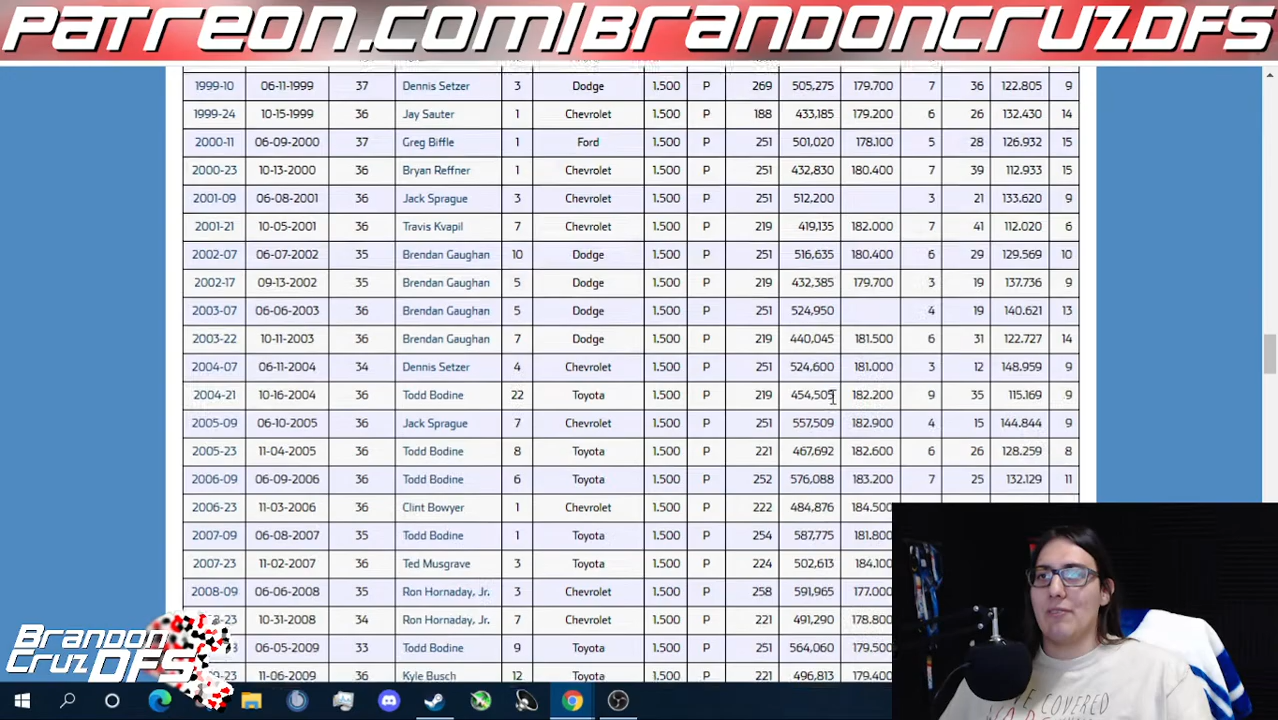 Patreon.com/BrandoncruzDFS
1999-10 06-11-1999 37 Dennis Setzer 3 Dodge 1.500 P 269 505,275 179.700 7 36 122.805 9
1999-24 10-15-1999 36 Jay Sauter 1 Chevrolet 1.500 P 188 433,185 179.200 6 26 132.430 14
2000-11 06-09-2000 37 Greg Biffle 1 Ford 1.500 P 251 501,020 178.100 5 28 126.932 15
2000-23 10-13-2000 36 Bryan Reffner 1 Chevrolet 1.500 P 251 432,830 180.400 7 39 112.933 15
2001-09 06-08-2001 36 Jack Sprague 3 Chevrolet 1.500 P 251 512,200 3 21 133.620 9
2001-21 10-05-2001 36 Travis Kvapil 7 Chevrolet 1.500 P 219 419,135 182.000 7 41 112.020 6
2002-07 06-07-2002 35 Brendan Gaughan 10 Dodge 1.500 P 251 516,635 180.400 6 29 129.569 10
2002-17 09-13-2002 35 Brendan Gaughan 5 Dodge 1.500 P 251 432,385 179.700 3 19 137.736 9
2003-07 06-06-2003 36 Brendan Gaughan 5 Dodge 1.500 P 251 524,950 4 19 140.621 13
2003-22 10-11-2003 36 Brendan Gaughan 7 Dodge 1.500 P 219 440,045 181.500 6 31 122.727 14
2004-07 06-11-2004 34 Dennis Setzer 4 Chevrolet 1.500 P 251 524,600 181.000 3 12 148.959 9
2004-21 10-16-2004 36 Todd Bodine 22 Toyota 1.500 P 219 454,505 182.200 9 35 115.169 9
2005-09 06-10-2005 36 Jack Sprague 7 Chevrolet 1.500 P 251 557,509 182.900 4 15 144.844 9
2005-23 11-04-2005 36 Todd Bodine 8 Toyota 1.500 P 221 467,692 182.600 6 26 128.259 8
2006-09 06-09-2006 36 Todd Bodine 6 Toyota 1.500 P 252 576,088 183.200 7 25 132.129 11
2006-23 11-03-2006 36 Clint Bowyer 1 Chevrolet 1.500 P 222 484,876 184.500
2007-09 06-08-2007 35 Todd Bodine 1 Toyota 1.500 P 254 587,775 181.800
2007-23 11-02-2007 36 Ted Musgrave 3 Toyota 1.500 P 224 502,613 184.100
2008-09 06-06-2008 35 Ron Hornaday, Jr. 3 Chevrolet 1.500 P 258 591,965 177.000
10-31-2008 34 Ron Hornaday, Jr. 7 Chevrolet 1.500 P 221 491,290 178.800
06-05-2009 33 Todd Bodine 9 Toyota 1.500 P 221 564,060 179.500
11-06-2009 36 Kyle Busch 12 Toyota 1.500 P 221 496,813 179.400
Brandon
Cruz DFS
COVERED